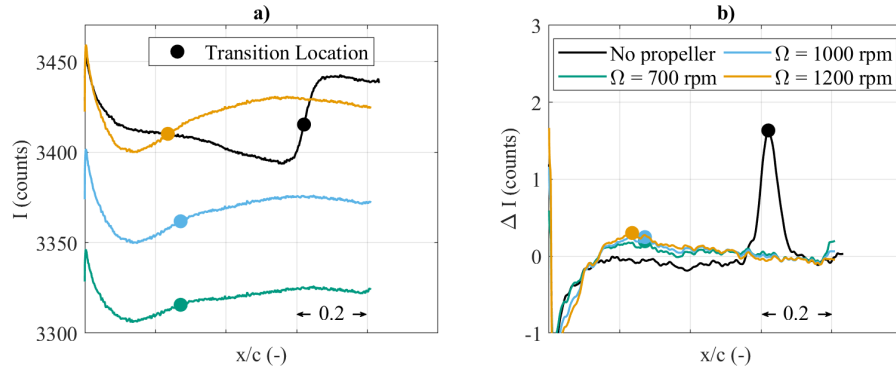 a)
Transition Location
3450
3400
3350
3300
I (counts)
0.2
x/c (-)
b)
No propeller
Ω = 1000 rpm
Ω = 700 rpm
Ω = 1200 rpm
3
2
1
0
-1
Δ I (counts)
0.2
x/c (-)